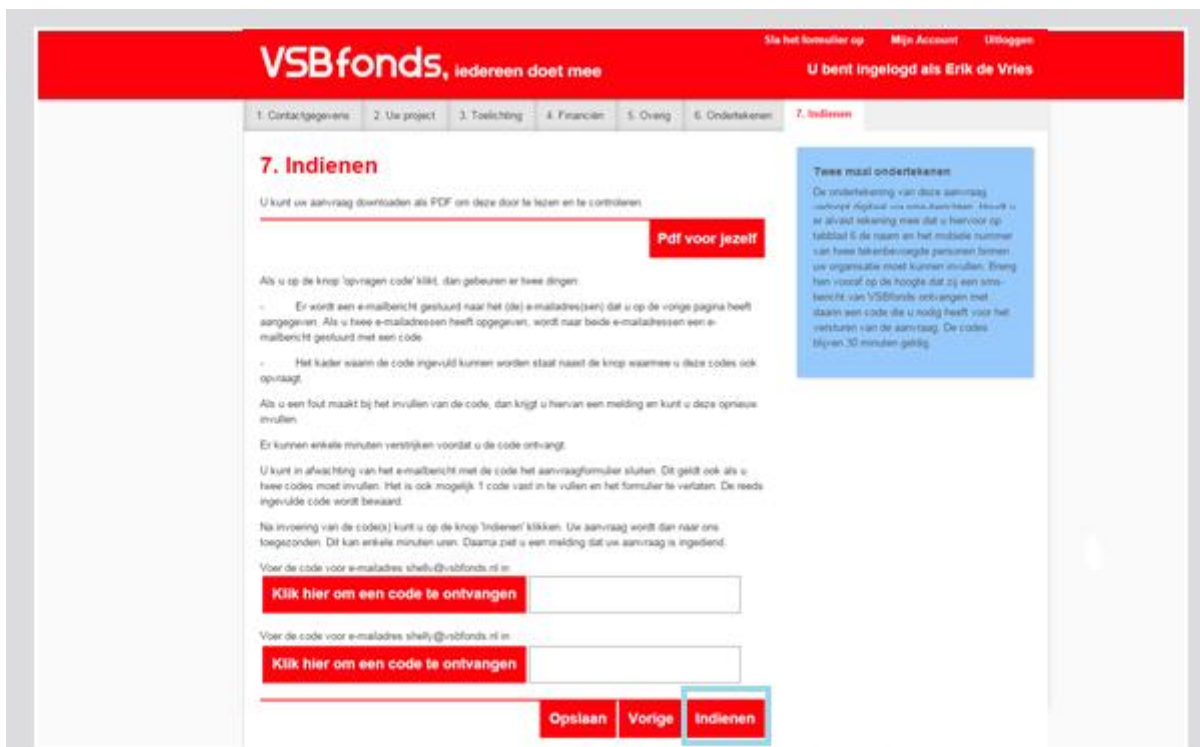 VSBfonds, iedereen doet mee
Sla het formulier op Mijn Account Uitloggen
U bent ingelogd als Erik de Vries
1. Contactgegevens 2. Uw project 3. Toelichting 4. Financiën 5. Overig 6. Ondertekenen 7. Indienen
7. Indienen
U kunt uw aanvraag downloaden als PDF om deze door te lezen en te controleren
Pdf voor jezelf
Als u op de knop 'opvragen code' klikt, dan gebeuren er twee dingen:
- Er wordt een e-mailbericht gestuurd naar het (de) e-mailadres(sen) dat u op de vorige pagina heeft
aangegeven. Als u twee e-mailadressen heeft opgegeven, wordt naar beide e-mailadressen een e-
mailbericht gestuurd met een code
- Het kader waarin de code ingevuld kunnen worden staat naast de knop waarmee u deze codes ook
opvraagt.
Als u een fout maakt bij het invullen van de code, dan krijgt u hiervan een melding en kunt u deze opnieuw
invullen.
Er kunnen enkele minuten verstrijken voordat u de code ontvangt.
U kunt in afwachting van het e-mailbericht met de code het aanvraagformulier sluiten. Dit geldt ook als u
twee codes moet invullen. Het is ook mogelijk 1 code vast in te vullen en het formulier te verlaten. De reeds
ingevulde code wordt bewaard.
Na invoering van de code(s) kunt u op de knop 'Indienen' klikken. Uw aanvraag wordt dan naar ons
toegezonden. Dit kan enkele minuten uren. Daarna ziet u een melding dat uw aanvraag is ingediend.
Voer de code voor e-mailadres shelly@vsbfonds.nl in
Klik hier om een code te ontvangen
Voer de code voor e-mailadres shelly@vsbfonds.nl in
Klik hier om een code te ontvangen
Opslaan Vorige Indienen
Twee maal ondertekenen
De ondertekening van deze aanvraag
verloopt digitaal via sms-berichten. Houdt u
er alvast rekening mee dat u hiervoor op
tabblad 6 de naam en het mobiele nummer
van twee tekenbevoegde personen binnen
uw organisatie moet kunnen invullen. Breng
hen vooraf op de hoogte dat zij een sms-
bericht van VSBfonds ontvangen met
daarin een code die u nodig heeft voor het
versturen van de aanvraag. De codes
blijven 30 minuten geldig.